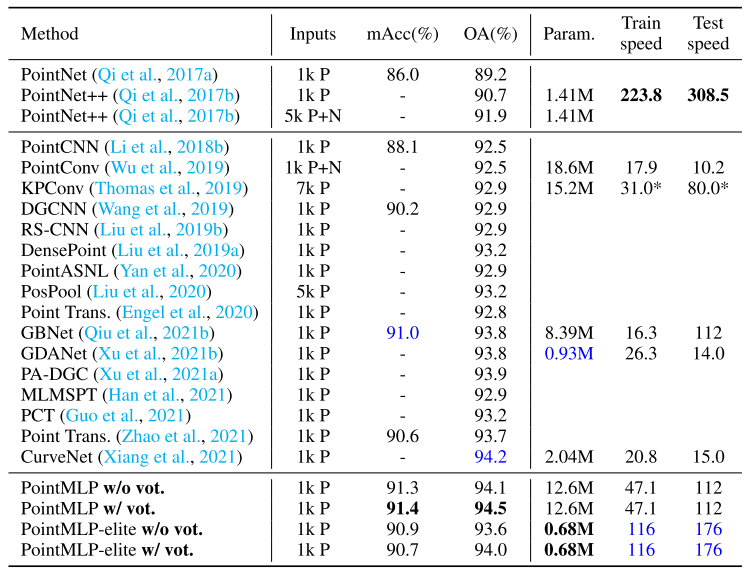 Method Inputs mAcc(%) OA(%) Param. Train speed Test speed
PointNet (Qi et al., 2017a) 1k P 86.0 89.2
PointNet++ (Qi et al., 2017b) 1k P - 90.7 1.41M 223.8 308.5
PointNet++ (Qi et al., 2017b) 5k P+N - 91.9 1.41M
PointCNN (Li et al., 2018b) 1k P 88.1 92.5
PointConv (Wu et al., 2019) 1k P+N - 92.5 18.6M 17.9 10.2
KPConv (Thomas et al., 2019) 7k P - 92.9 15.2M 31.0* 80.0*
DGCNN (Wang et al., 2019) 1k P 90.2 92.9
RS-CNN (Liu et al., 2019b) 1k P - 92.9
DensePoint (Liu et al., 2019a) 1k P - 93.2
PointASNL (Yan et al., 2020) 1k P - 92.9
PosPool (Liu et al., 2020) 5k P - 93.2
Point Trans. (Engel et al., 2020) 1k P - 92.8
GBNet (Qiu et al., 2021b) 1k P 91.0 93.8 8.39M 16.3 112
GDANet (Xu et al., 2021b) 1k P - 93.8 0.93M 26.3 14.0
PA-DGC (Xu et al., 2021a) 1k P - 93.9
MLMSPT (Han et al., 2021) 1k P - 92.9
PCT (Guo et al., 2021) 1k P - 93.2
Point Trans. (Zhao et al., 2021) 1k P 90.6 93.7
CurveNet (Xiang et al., 2021) 1k P - 94.2 2.04M 20.8 15.0
PointMLP w/o vot. 1k P 91.3 94.1 12.6M 47.1 112
PointMLP w/ vot. 1k P 91.4 94.5 12.6M 47.1 112
PointMLP-elite w/o vot. 1k P 90.9 93.6 0.68M 116 176
PointMLP-elite w/ vot. 1k P 90.7 94.0 0.68M 116 176